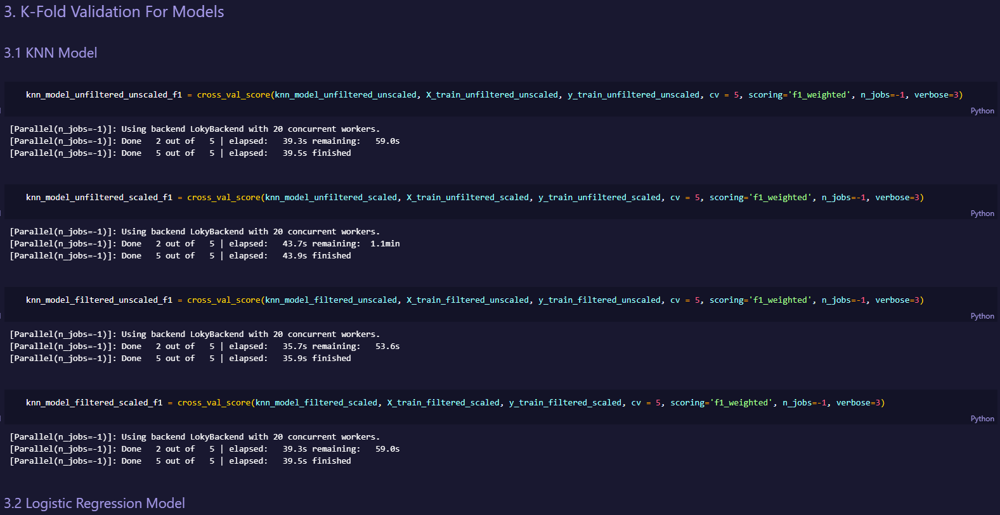 3. K-Fold Validation For Models
3.1 KNN Model
knn_model_unfiltered_unscaled_f1 = cross_val_score(knn_model_unfiltered_unscaled, X_train_unfiltered_unscaled, y_train_unfiltered_unscaled, cv = 5, scoring='f1_weighted', n_jobs=-1, verbose=3)
Python
[Parallel(n_jobs=-1)]: Using backend LokyBackend with 20 concurrent workers.
[Parallel(n_jobs=-1)]: Done   2 out of   5 | elapsed:   39.3s remaining:   59.0s
[Parallel(n_jobs=-1)]: Done   5 out of   5 | elapsed:   39.5s finished
knn_model_unfiltered_scaled_f1 = cross_val_score(knn_model_unfiltered_scaled, X_train_unfiltered_scaled, y_train_unfiltered_scaled, cv = 5, scoring='f1_weighted', n_jobs=-1, verbose=3)
Python
[Parallel(n_jobs=-1)]: Using backend LokyBackend with 20 concurrent workers.
[Parallel(n_jobs=-1)]: Done   2 out of   5 | elapsed:   43.7s remaining:  1.1min
[Parallel(n_jobs=-1)]: Done   5 out of   5 | elapsed:   43.9s finished
knn_model_filtered_unscaled_f1 = cross_val_score(knn_model_filtered_unscaled, X_train_filtered_unscaled, y_train_filtered_unscaled, cv = 5, scoring='f1_weighted', n_jobs=-1, verbose=3)
Python
[Parallel(n_jobs=-1)]: Using backend LokyBackend with 20 concurrent workers.
[Parallel(n_jobs=-1)]: Done   2 out of   5 | elapsed:   35.7s remaining:   53.6s
[Parallel(n_jobs=-1)]: Done   5 out of   5 | elapsed:   35.9s finished
knn_model_filtered_scaled_f1 = cross_val_score(knn_model_filtered_scaled, X_train_filtered_scaled, y_train_filtered_scaled, cv = 5, scoring='f1_weighted', n_jobs=-1, verbose=3)
Python
[Parallel(n_jobs=-1)]: Using backend LokyBackend with 20 concurrent workers.
[Parallel(n_jobs=-1)]: Done   2 out of   5 | elapsed:   39.3s remaining:   59.0s
[Parallel(n_jobs=-1)]: Done   5 out of   5 | elapsed:   39.5s finished
3.2 Logistic Regression Model